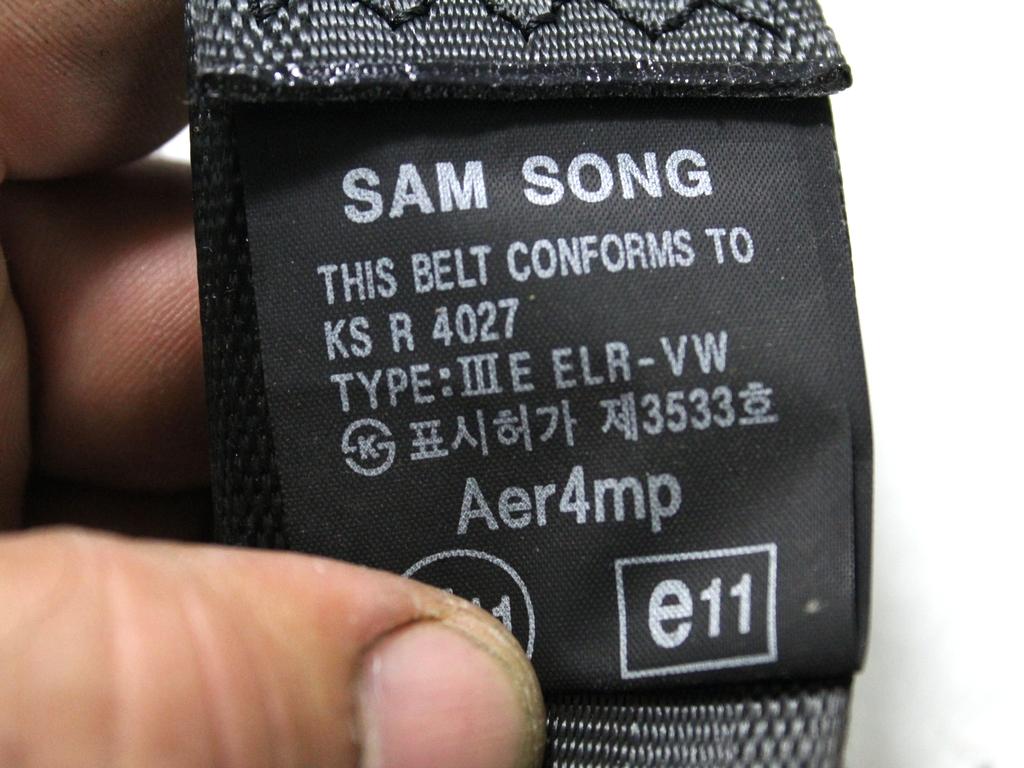 SAM SONG
THIS BELT CONFORMS TO
KS R 4027
TYPE:ⅢE ELR-VW
표시허가 제3533호
Aer4mp
e11